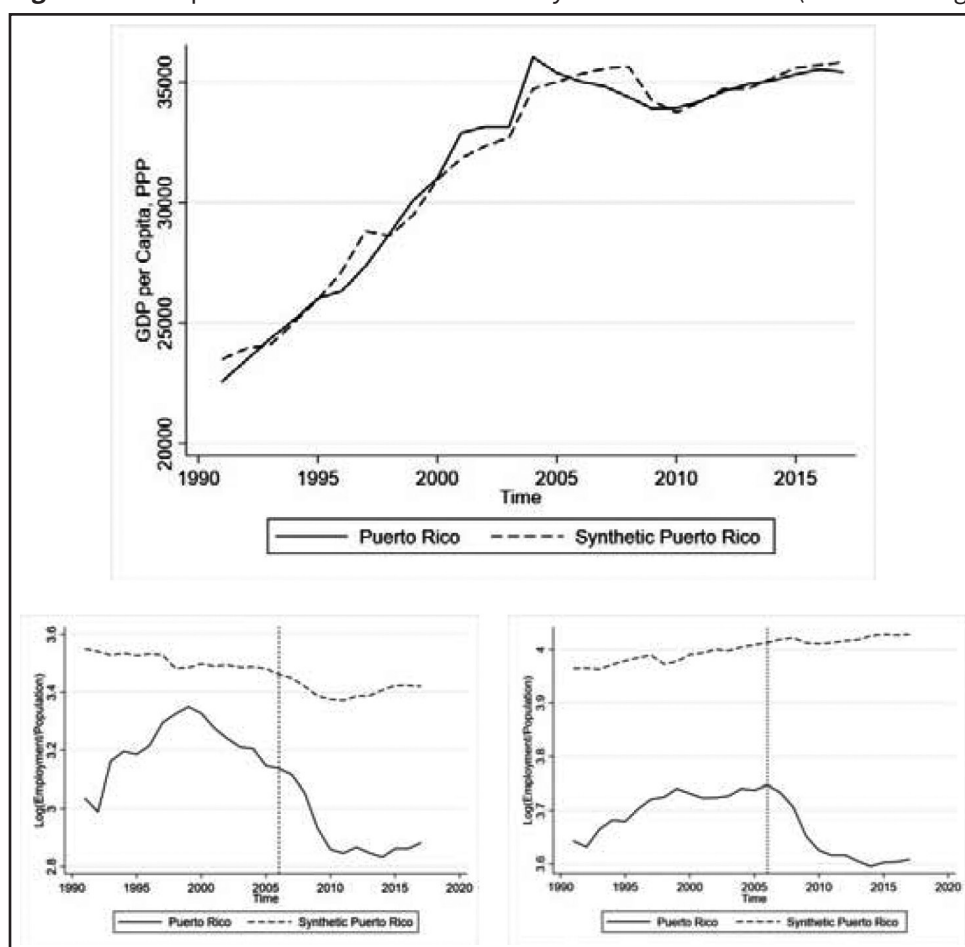 35000
30000
25000
20000
GDP per Capita, PPP
1990 1995 2000 2005 2010 2015
Time
Puerto Rico Synthetic Puerto Rico
3.6
3.4
3.2
3
2.8
Log(Employment/Population)
1990 1995 2000 2005 2010 2015 2020
Time
Puerto Rico Synthetic Puerto Rico
4
3.9
3.8
3.7
3.6
Log(Employment/Population)
1990 1995 2000 2005 2010 2015 2020
Time
Puerto Rico Synthetic Puerto Rico